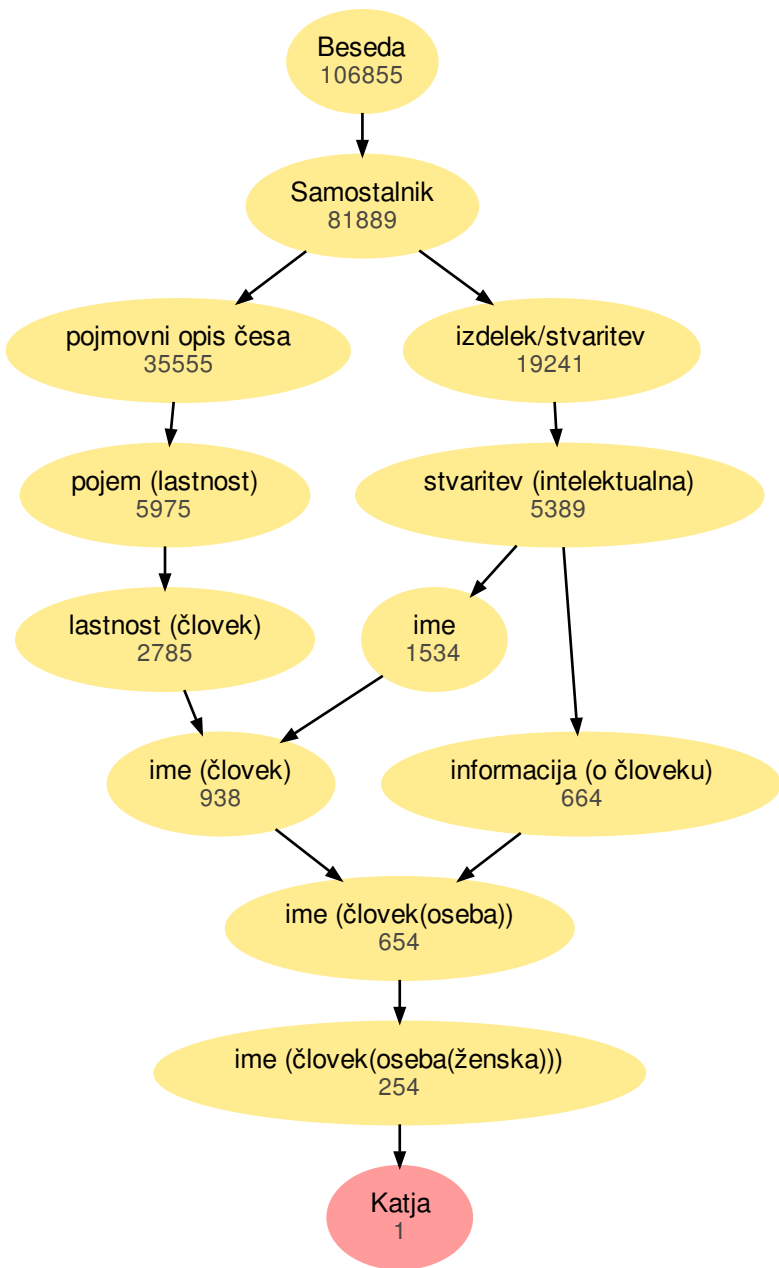 Beseda
106855
Samostalnik
81889
pojmovni opis česa
35555
izdelek/stvaritev
19241
pojem (lastnost)
5975
stvaritev (intelektualna)
5389
lastnost (človek)
2785
ime
1534
ime (človek)
938
informacija (o človeku)
664
ime (človek(oseba))
654
ime (človek(oseba(ženska)))
254
Katja
1